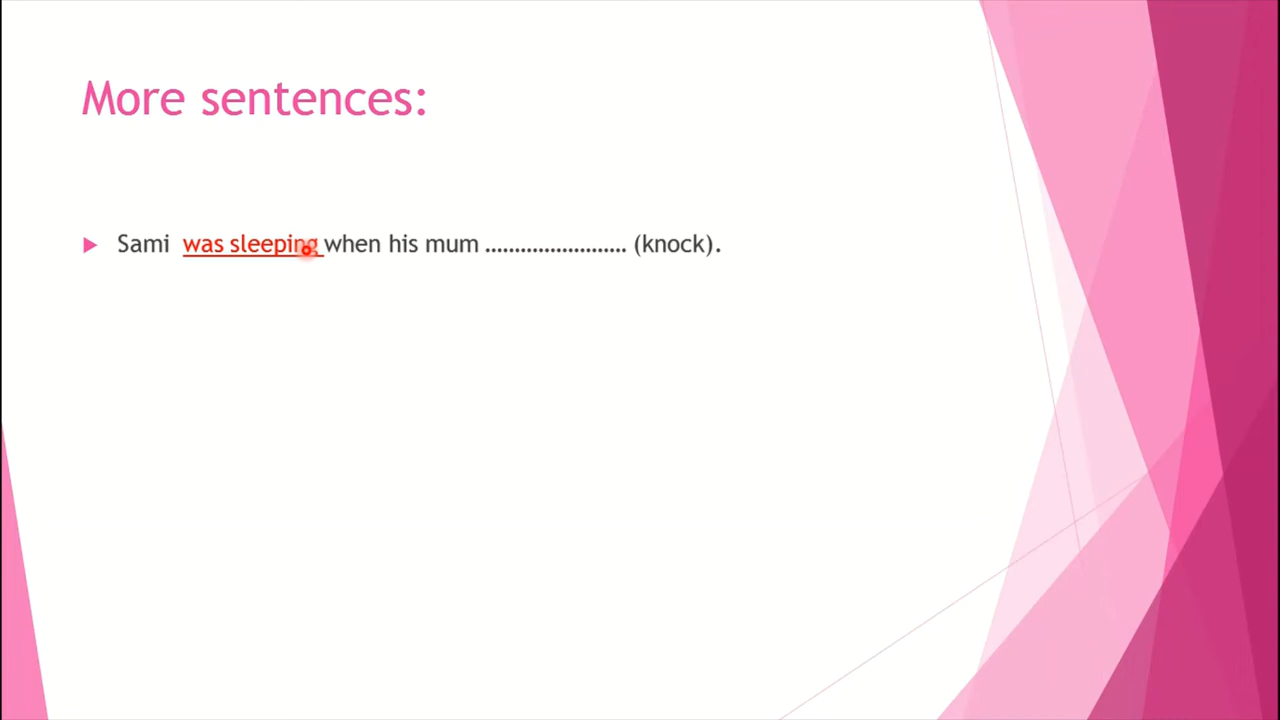 More sentences:
Sami was sleeping when his mum ........................ (knock).